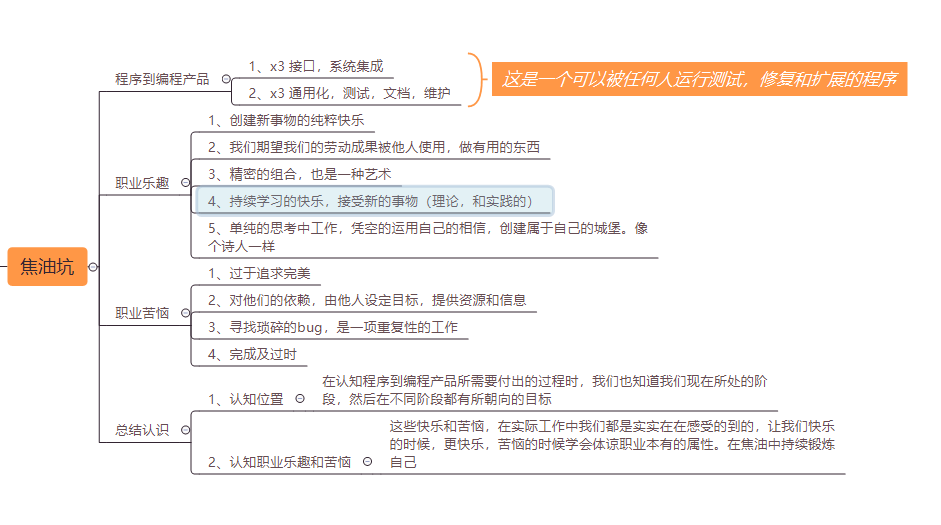 焦油坑
程序到编程产品
1、x3 接口，系统集成
2、x3 通用化，测试，文档，维护
这是一个可以被任何人运行测试，修复和扩展的程序
职业乐趣
1、创建新事物的纯粹快乐
2、我们期望我们的劳动成果被他人使用，做有用的东西
3、精密的组合，也是一种艺术
4、持续学习的快乐，接受新的事物（理论，和实践的）
5、单纯的思考中工作，凭空的运用自己的相信，创建属于自己的城堡。像
个诗人一样
职业苦恼
1、过于追求完美
2、对他们的依赖，由他人设定目标，提供资源和信息
3、寻找琐碎的bug，是一项重复性的工作
4、完成及过时
总结认识
1、认知位置
在认知程序到编程产品所需要付出的过程时，我们也知道我们现在所处的阶
段，然后在不同阶段都有所朝向的目标
2、认知职业乐趣和苦恼
这些快乐和苦恼，在实际工作中我们都是实实在在感受的到的，让我们快乐
的时候，更快乐，苦恼的时候学会体谅职业本有的属性。在焦油中持续锻炼
自己